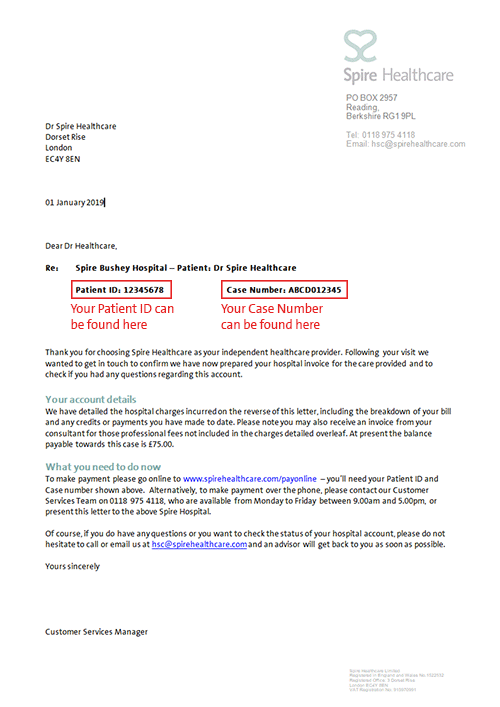 Spire Healthcare
PO BOX 2957
Reading,
Berkshire RG1 9PL
Tel: 0118 975 4118
Email: hsc@spirehealthcare.com
Dr Spire Healthcare
Dorset Rise
London
EC4Y 8EN
01 January 2019
Dear Dr Healthcare,
Re: Spire Bushey Hospital – Patient: Dr Spire Healthcare
Patient ID: 12345678 Case Number: ABCD012345
Your Patient ID can Your Case Number
be found here can be found here
Thank you for choosing Spire Healthcare as your independent healthcare provider. Following your visit we
wanted to get in touch to confirm we have now prepared your hospital invoice for the care provided and to
check if you had any questions regarding this account.
Your account details
We have detailed the hospital charges incurred on the reverse of this letter, including the breakdown of your bill
and any credits or payments you have made to date. Please note you may also receive an invoice from your
consultant for those professional fees not included in the charges detailed overleaf. At present the balance
payable towards this case is £75.00.
What you need to do now
To make payment please go online to www.spirehealthcare.com/payonline – you'll need your Patient ID and
Case number shown above. Alternatively, to make payment over the phone, please contact our Customer
Services Team on 0118 975 4118, who are available from Monday to Friday between 9.00am and 5.00pm, or
present this letter to the above Spire Hospital.
Of course, if you do have any questions or you want to check the status of your hospital account, please do not
hesitate to call or email us at hsc@spirehealthcare.com and an advisor will get back to you as soon as possible.
Yours sincerely
Customer Services Manager
Spire Healthcare Limited
Registered in England and Wales No
Registered Office: 3 Dorset Rise
London EC4Y 8EN
VAT Registration No.